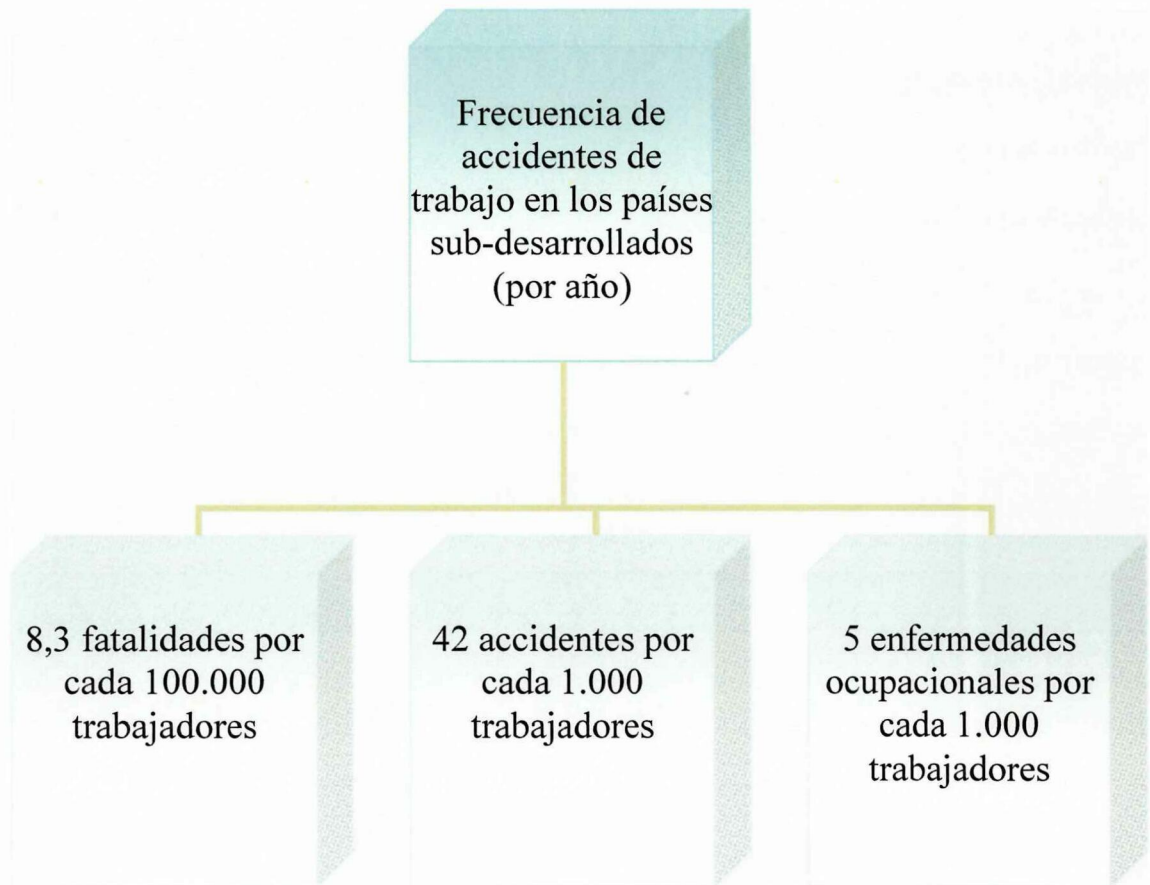 Frecuencia de
accidentes de
trabajo en los países
sub-desarrollados
(por año)
8,3 fatalidades por
cada 100.000
trabajadores
42 accidentes por
cada 1.000
trabajadores
5 enfermedades
ocupacionales por
cada 1.000
trabajadores